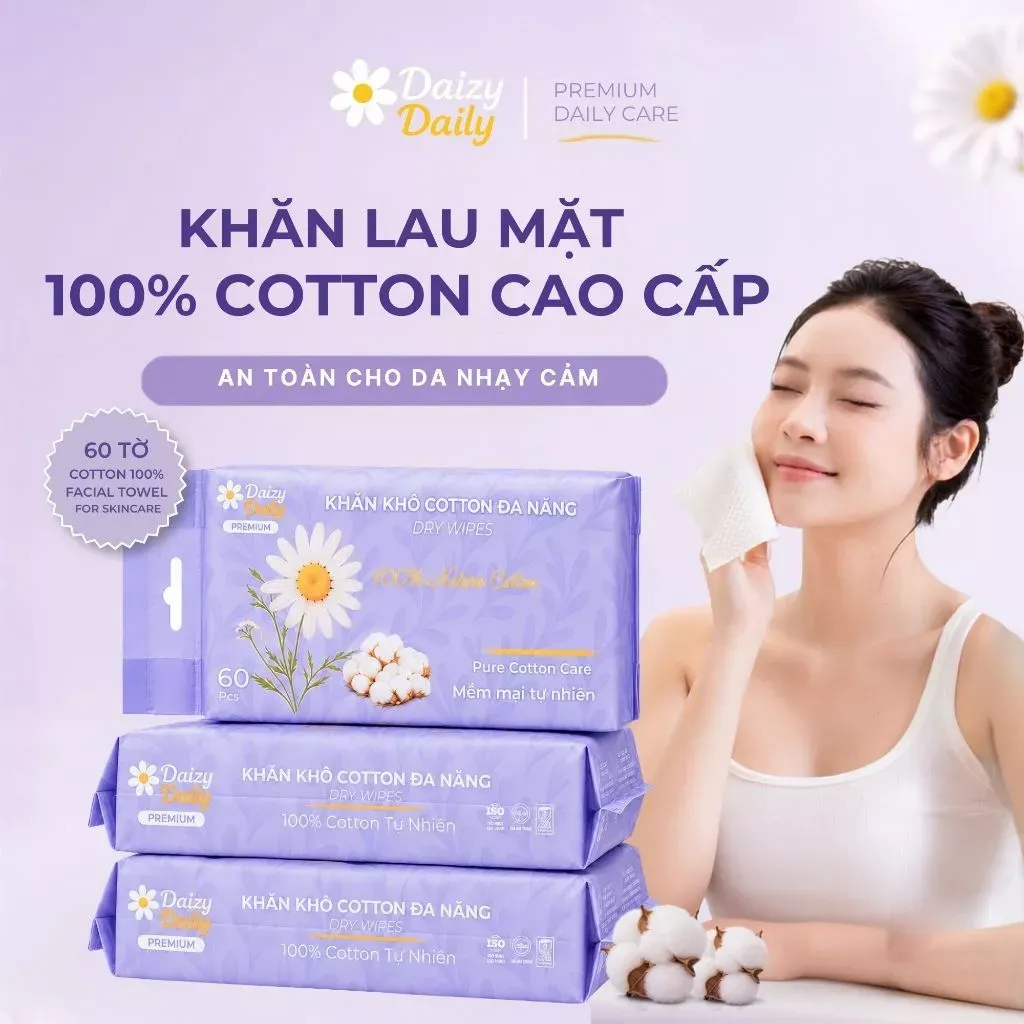 Daizy
Daily
PREMIUM
DAILY CARE
KHĂN LAU MẶT
100% COTTON CAO CẤP
AN TOÀN CHO DA NHẠY CẢM
60 TỜ
COTTON 100%
FACIAL TOWEL
FOR SKINCARE
Daizy
Daily
PREMIUM
KHĂN KHÔ COTTON ĐA NĂNG
DRY WIPES
100% Nature Cotton
Pure Cotton Care
Mềm mại tự nhiên
60
Pcs
Daizy
Daily
PREMIUM
KHĂN KHÔ COTTON ĐA NĂNG
DRY WIPES
100% Cotton Tự Nhiên
ISO
Daizy
Daily
PREMIUM
KHĂN KHÔ COTTON ĐA NĂNG
DRY WIPES
100% Cotton Tự Nhiên
ISO